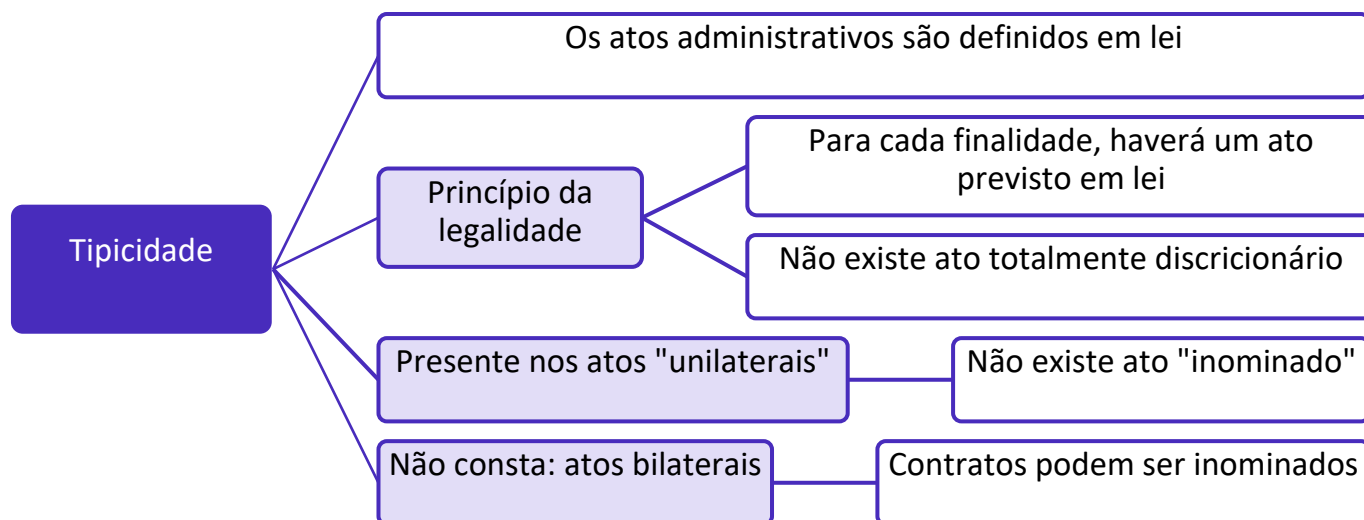 Os atos administrativos são definidos em lei
Para cada finalidade, haverá um ato
previsto em lei
Princípio da
legalidade
Tipicidade
Não existe ato totalmente discricionário
Presente nos atos "unilaterais"
Não existe ato "inominado"
Não consta: atos bilaterais
Contratos podem ser inominados